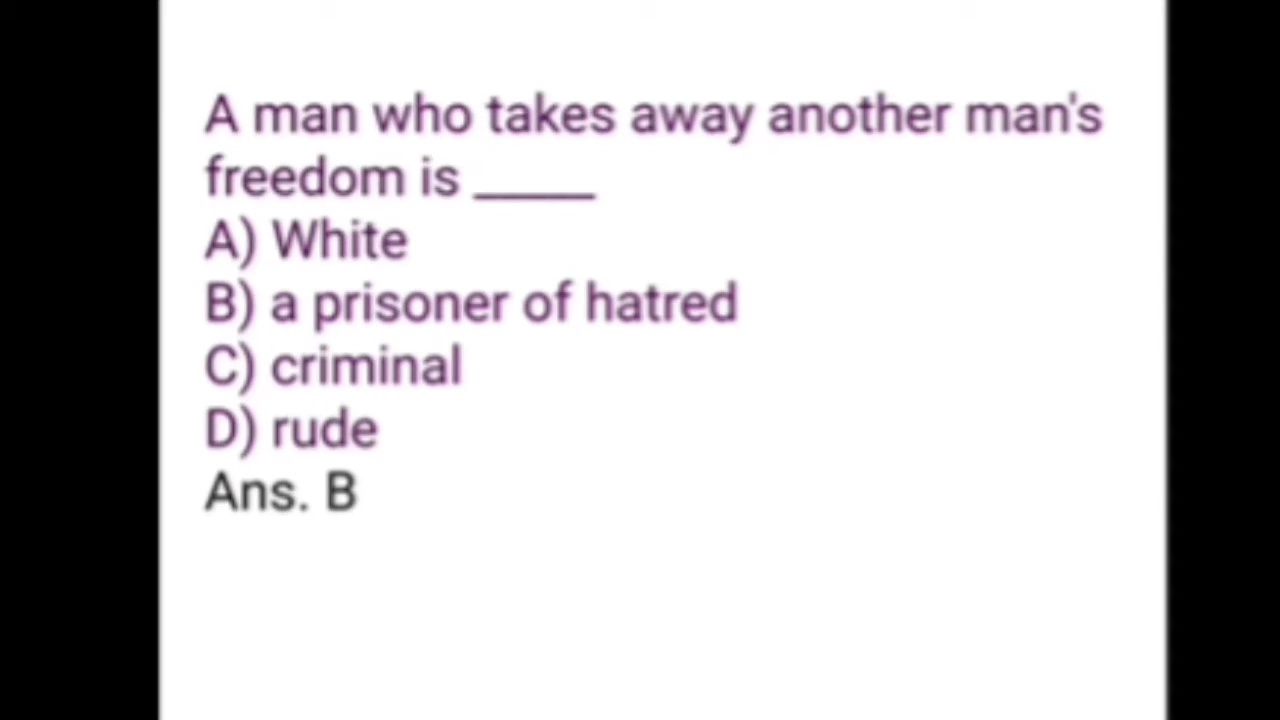 A man who takes away another man's
freedom is _____
A) White
B) a prisoner of hatred
C) criminal
D) rude
Ans. B